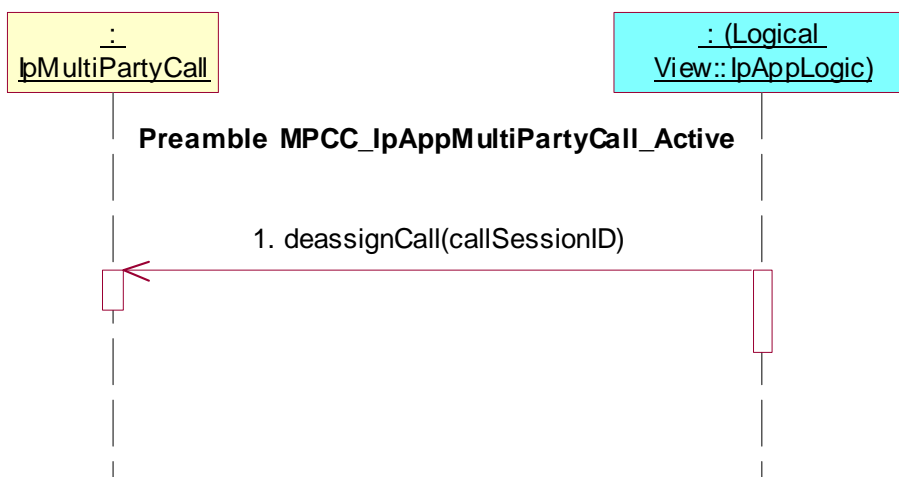 :
IpMultiPartyCall
: (Logical
View::IpAppLogic)
Preamble MPCC_IpAppMultiPartyCall_Active
1. deassignCall(callSessionID)